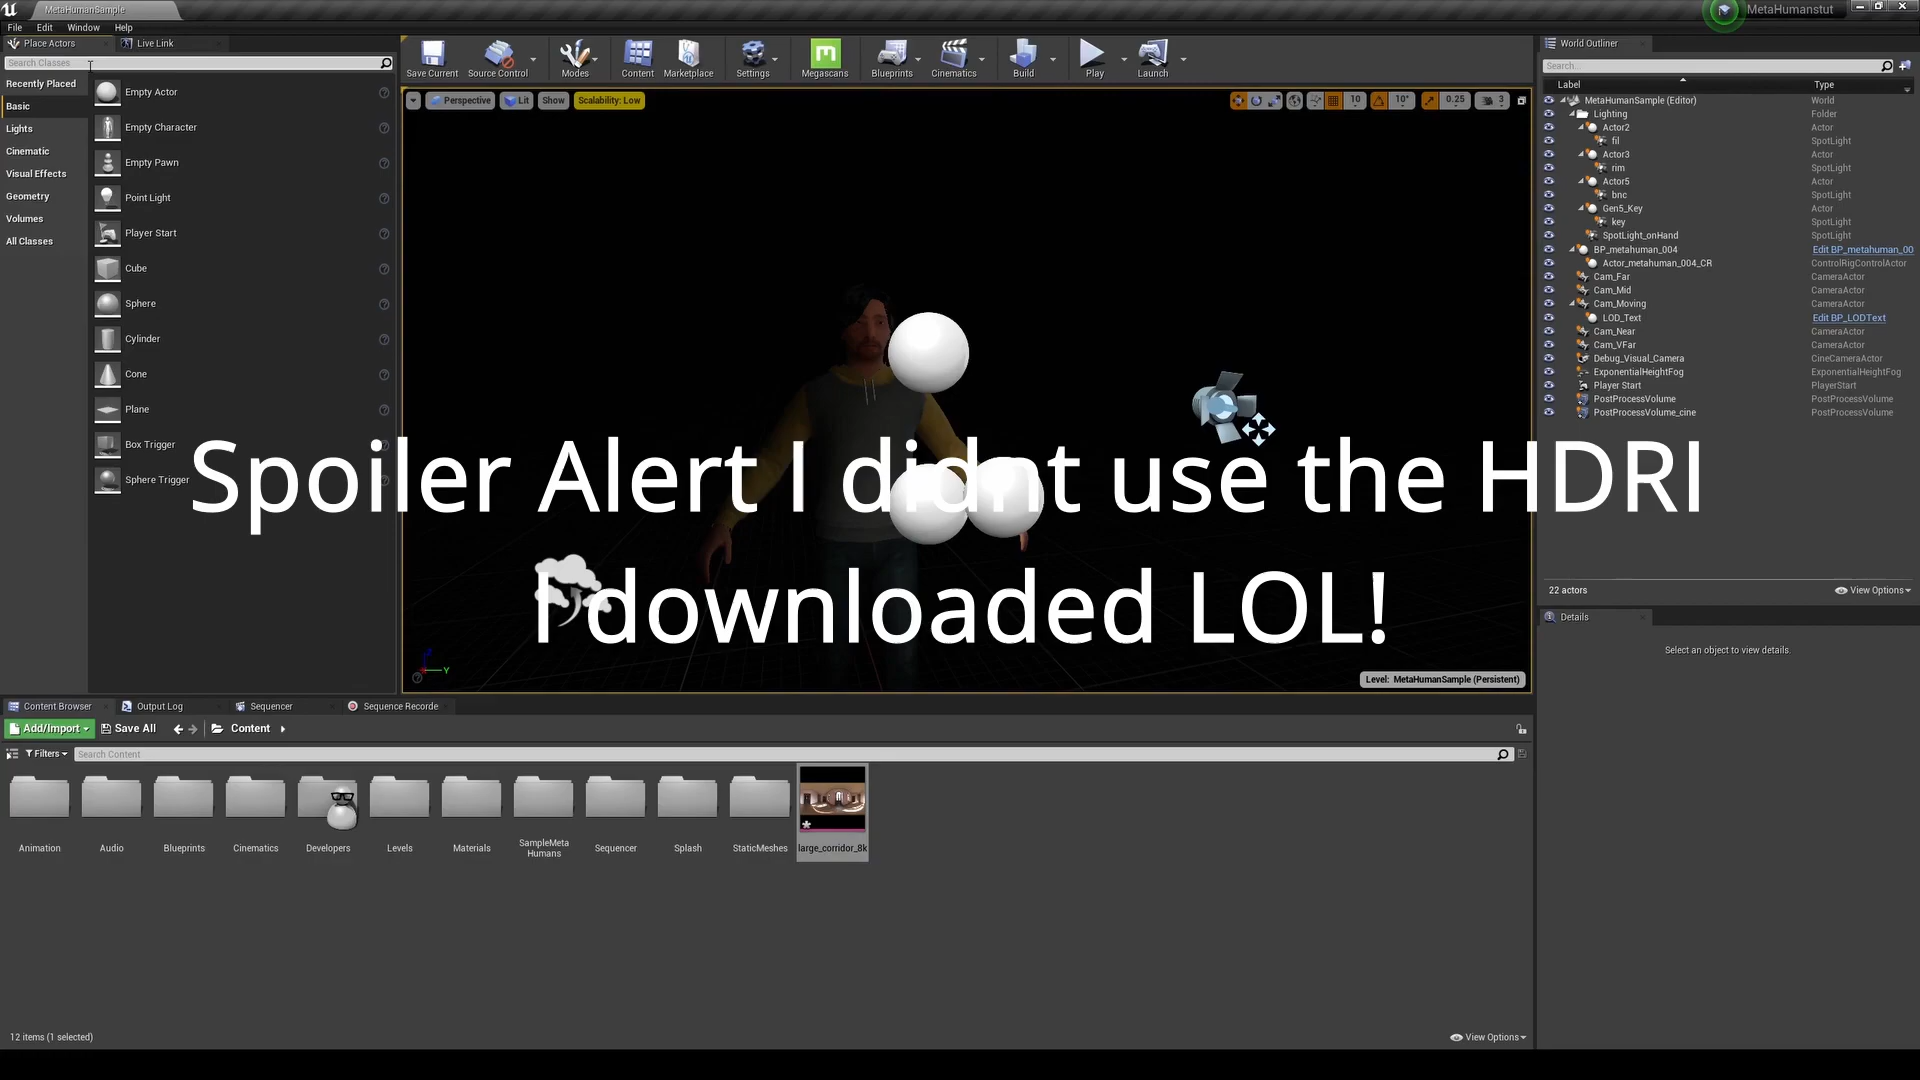 MetaHumanSample
MetaHumanstut
File Edit Window Help
Place Actors
Live Link
Search Classes
Recently Placed
Basic
Lights
Cinematic
Visual Effects
Geometry
Volumes
All Classes
Empty Actor
Empty Character
Empty Pawn
Point Light
Player Start
Cube
Sphere
Cylinder
Cone
Plane
Box Trigger
Sphere Trigger
Save Current
Source Control
Modes
Content
Marketplace
Settings
Megascans
Blueprints
Cinematics
Build
Play
Launch
Perspective
Lit
Show
Scalability: Low
10
10°
0.25
3
Spoiler Alert I didnt use the HDRI
I downloaded LOL!
Level: MetaHumanSample (Persistent)
World Outliner
Search...
Label Type
MetaHumanSample (Editor) World
Lighting Folder
Actor2 Actor
fil SpotLight
Actor3 Actor
rim SpotLight
Actor5 Actor
bnc SpotLight
Gen5_Key Actor
key SpotLight
SpotLight_onHand SpotLight
BP_metahuman_004 Edit BP_metahuman_00
Actor_metahuman_004_CR ControlRigControlActor
Cam_Far CameraActor
Cam_Mid CameraActor
Cam_Moving CameraActor
LOD_Text Edit BP_LODText
Cam_Near CameraActor
Cam_VFar CameraActor
Debug_Visual_Camera CineCameraActor
ExponentialHeightFog ExponentialHeightFog
Player Start PlayerStart
PostProcessVolume PostProcessVolume
PostProcessVolume_cine PostProcessVolume
22 actors
View Options
Details
Select an object to view details.
Content Browser
Output Log
Sequencer
Sequence Recorde
Add/Import
Save All
Content
Filters
Search Content
Animation
Audio
Blueprints
Cinematics
Developers
Levels
Materials
SampleMeta
Humans
Sequencer
Splash
StaticMeshes
large_corridor_8k
12 items (1 selected)
View Options